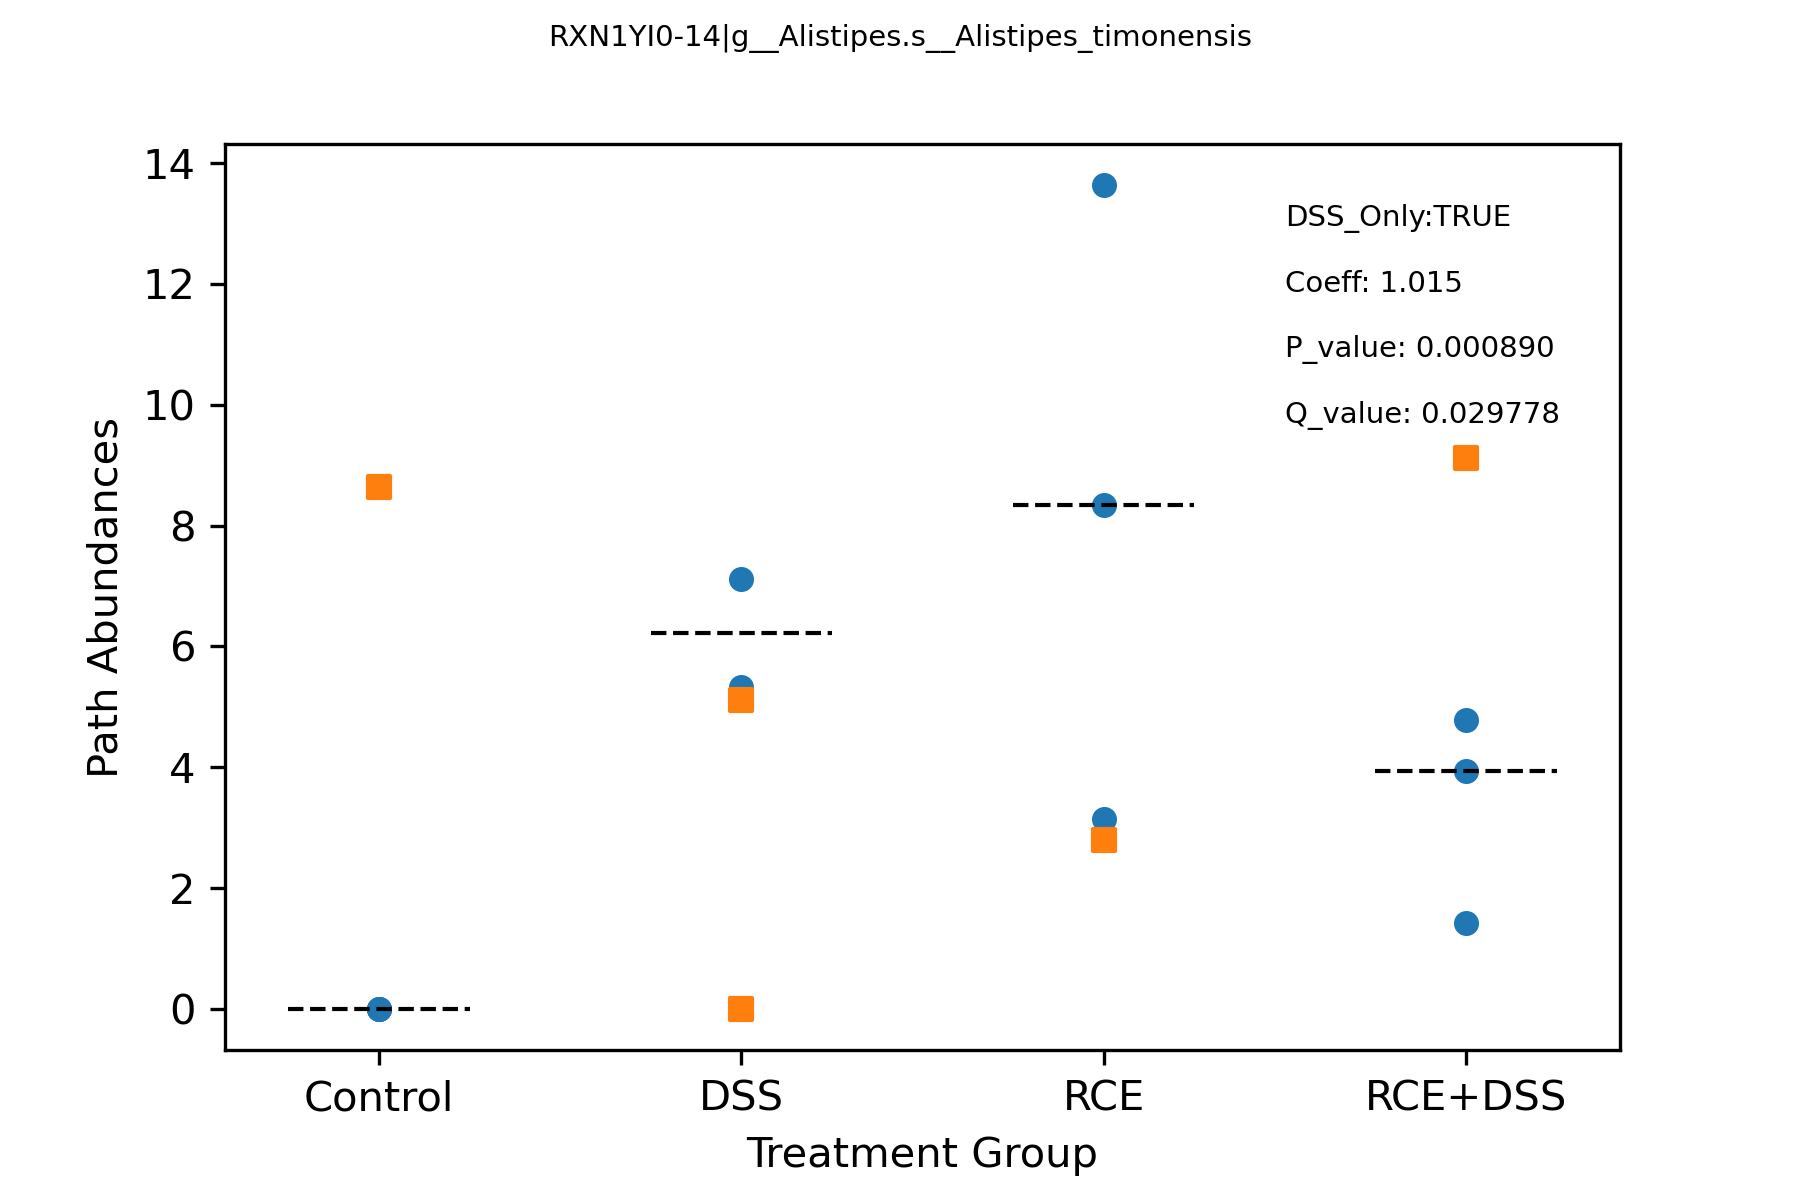 RXN1YI0-14|g__Alistipes.s__Alistipes_timonensis
14
12
10
8
6
4
2
0
Path Abundances
DSS_Only:TRUE
Coeff: 1.015
P_value: 0.000890
Q_value: 0.029778
Control DSS RCE RCE+DSS
Treatment Group